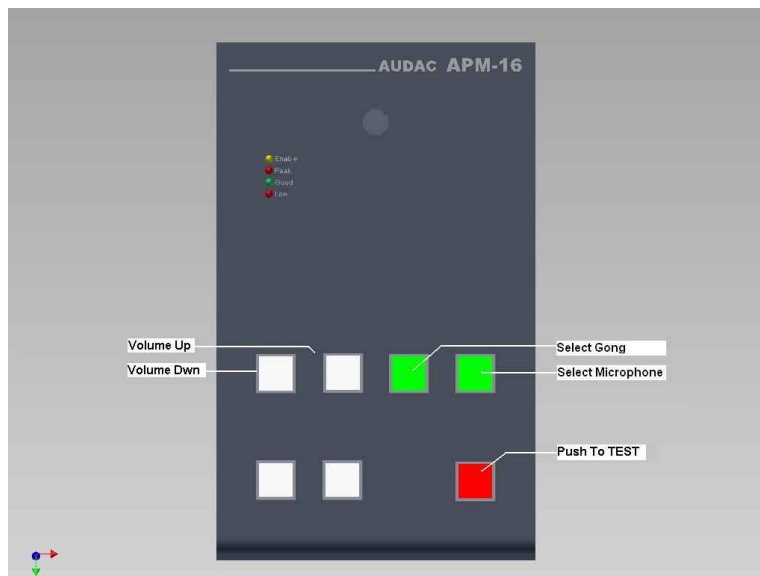 AUDAC APM-16
Enable
Peak
Good
Low
Volume Up
Volume Dwn
Select Gong
Select Microphone
Push To TEST